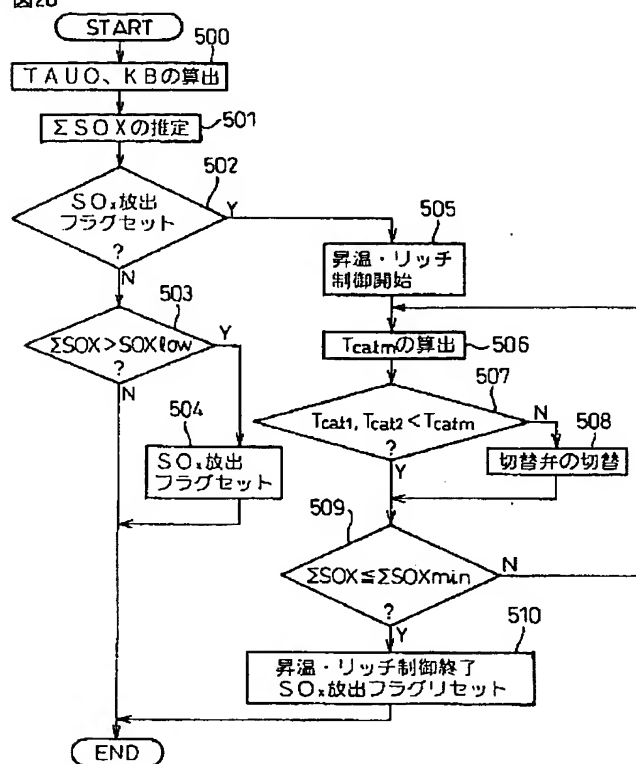 図20
START
500
TAUO、KBの算出
ΣSOXの推定
501
502
SOx放出
フラグセット
?
Y
N
503
ΣSOX>SOXlow
?
Y
N
504
SOx放出
フラグセット
505
昇温・リッチ
制御開始
Tcatmの算出
506
507
Tcat1, Tcat2<Tcatm
?
N
Y
508
切替弁の切替
509
ΣSOX≦ΣSOXmin
?
N
Y
510
昇温・リッチ制御終了
SOx放出フラグリセット
END